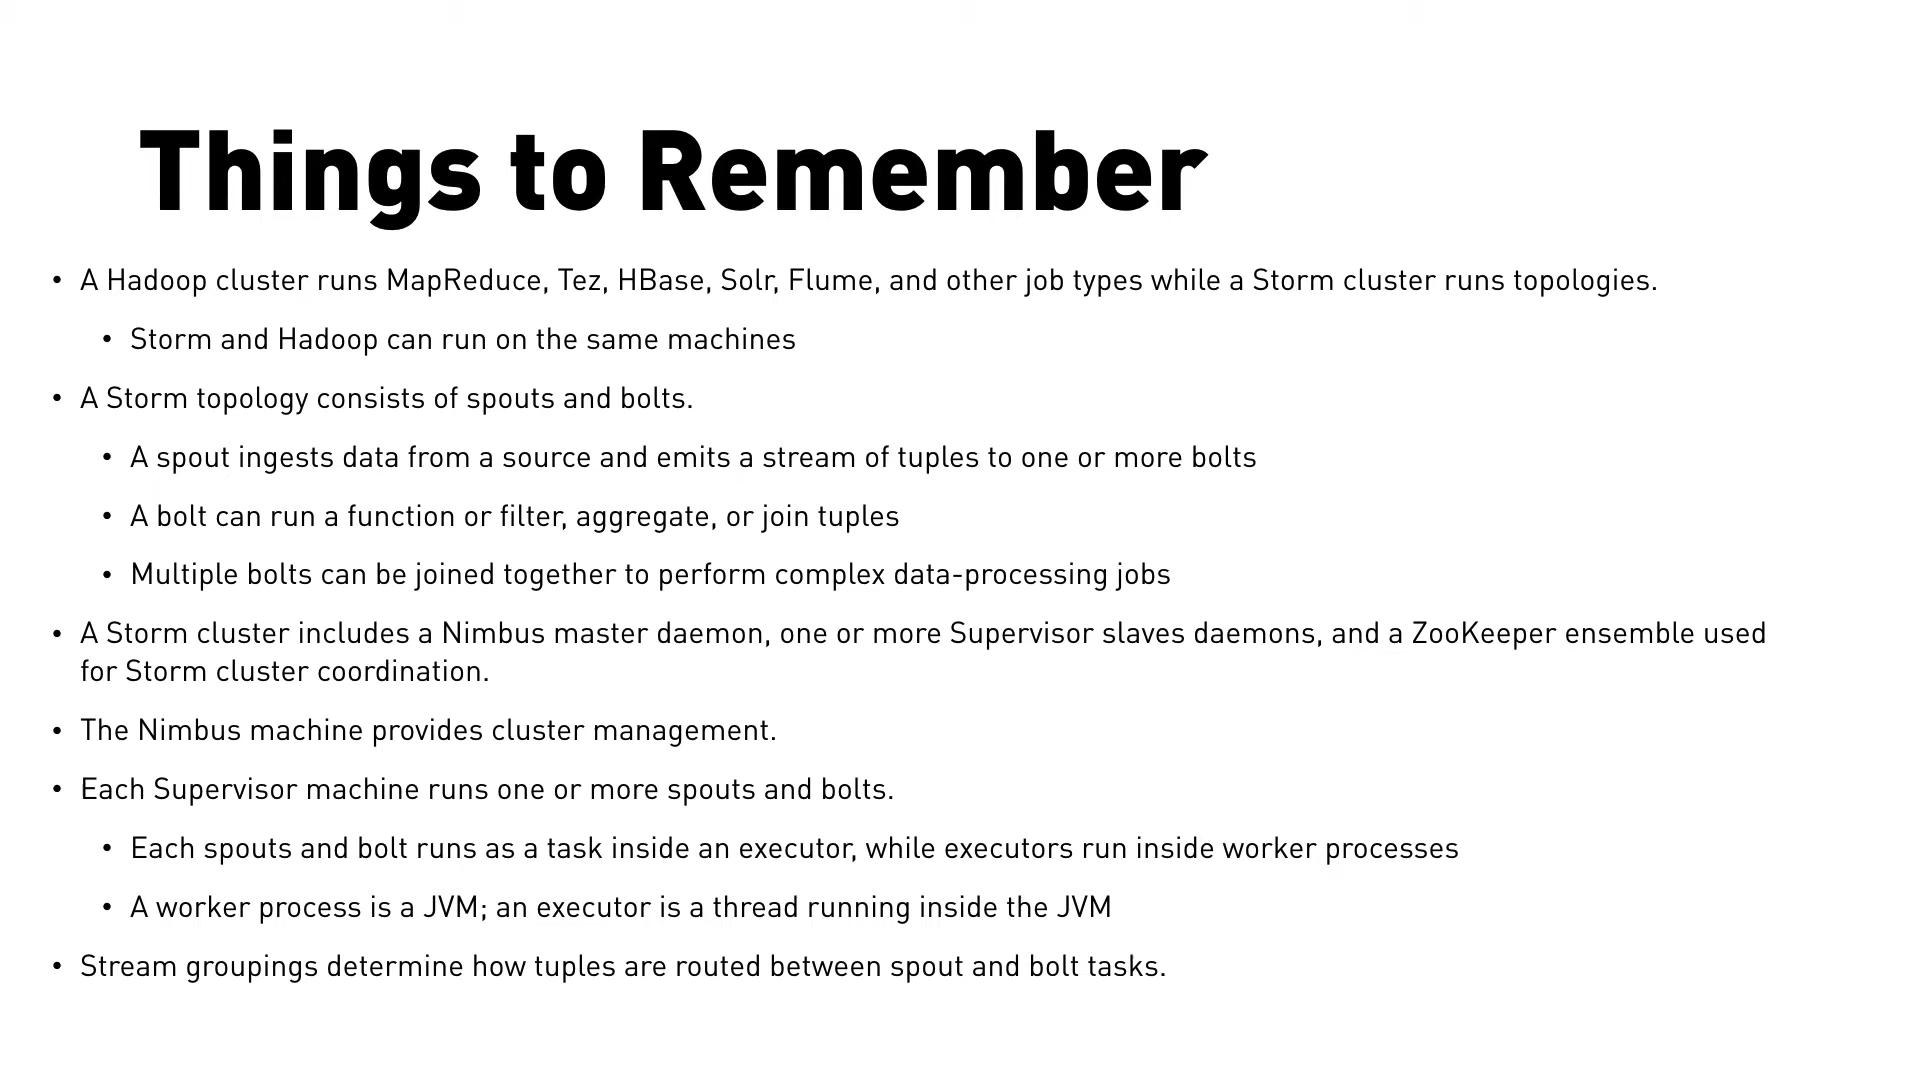 Things to Remember
• A Hadoop cluster runs MapReduce, Tez, HBase, Solr, Flume, and other job types while a Storm cluster runs topologies.
• Storm and Hadoop can run on the same machines
• A Storm topology consists of spouts and bolts.
• A spout ingests data from a source and emits a stream of tuples to one or more bolts
• A bolt can run a function or filter, aggregate, or join tuples
• Multiple bolts can be joined together to perform complex data-processing jobs
• A Storm cluster includes a Nimbus master daemon, one or more Supervisor slaves daemons, and a ZooKeeper ensemble used
for Storm cluster coordination.
• The Nimbus machine provides cluster management.
• Each Supervisor machine runs one or more spouts and bolts.
• Each spouts and bolt runs as a task inside an executor, while executors run inside worker processes
• A worker process is a JVM; an executor is a thread running inside the JVM
• Stream groupings determine how tuples are routed between spout and bolt tasks.